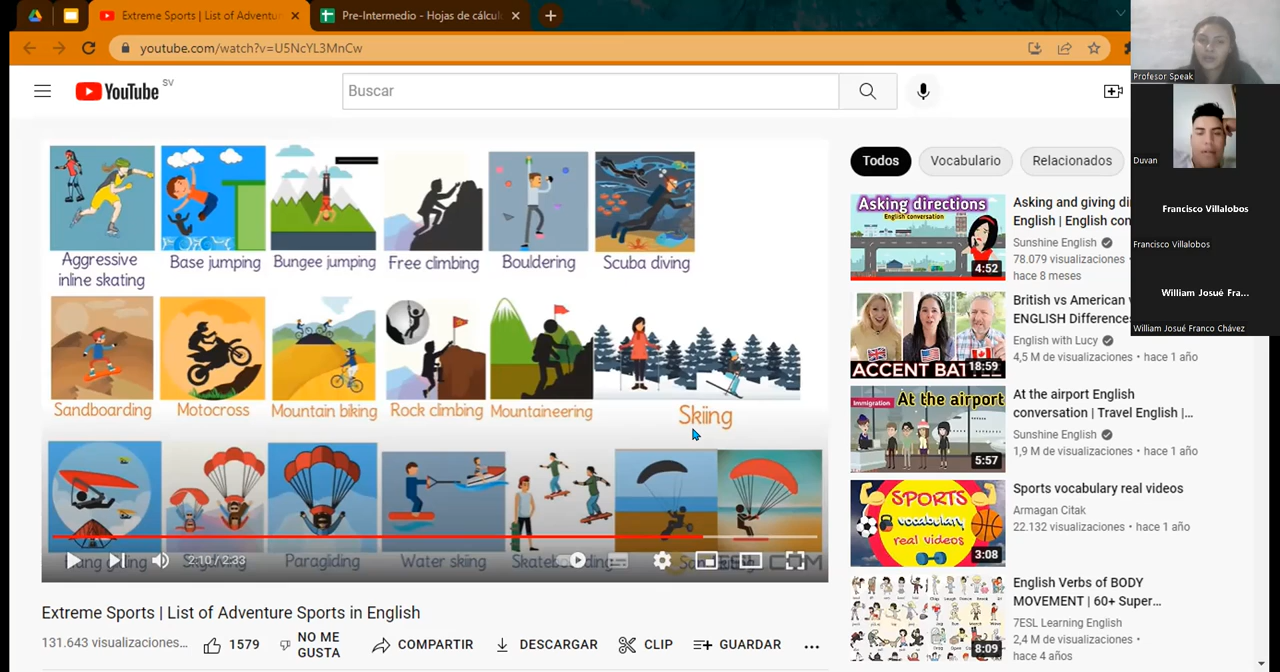 Extreme Sports | List of Adventur
Pre-Intermedio - Hojas de cálcul
youtube.com/watch?v=U5NcYL3MnCw
YouTube SV
Buscar
Profesor Speak
Duvan
Francisco Villalobos
Francisco Villalobos
William Josué Fra...
William Josué Franco Chávez
Aggressive
inline skating
Base jumping
Bungee jumping
Free climbing
Bouldering
Scuba diving
Sandboarding
Motocross
Mountain biking
Rock climbing
Mountaineering
Skiing
Paragliding
Water skiing
2:10 / 2:33
Extreme Sports | List of Adventure Sports in English
131.643 visualizaciones...
1579
NO ME
GUSTA
COMPARTIR
DESCARGAR
CLIP
GUARDAR
...
Todos
Vocabulario
Relacionados
Asking directions
English conversation
4:52
Asking and giving di
English | English con
Sunshine English
78.079 visualizaciones •
hace 8 meses
ACCENT BAT
18:59
British vs American
ENGLISH Difference
English with Lucy
4,5 M de visualizaciones • hace 1 año
Immigration
At the airport
5:57
At the airport English
conversation | Travel English |...
Sunshine English
1,9 M de visualizaciones • hace 1 año
SPORTS
vocabulary
real videos
3:08
Sports vocabulary real videos
Armagan Citak
22.132 visualizaciones • hace 1 año
8:09
English Verbs of BODY
MOVEMENT | 60+ Super...
7ESL Learning English
2,4 M de visualizaciones •
hace 4 años